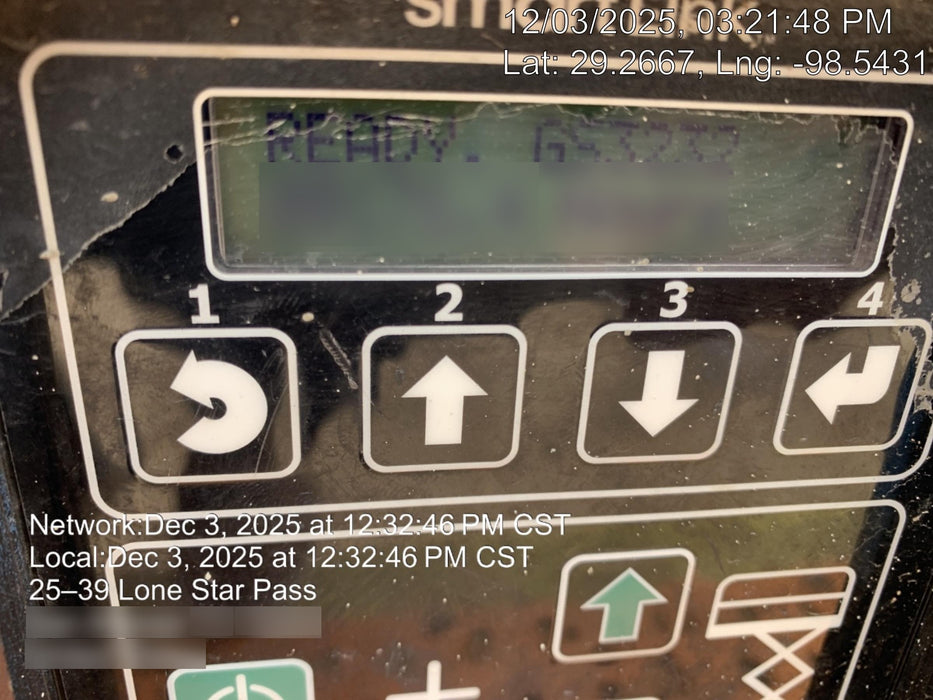 12/03/2025, 03:21:48 PM
Lat: 29.2667, Lng: -98.5431
READY.
1 2 3 4
Network:Dec 3, 2025 at 12:32:46 PM CST
Local:Dec 3, 2025 at 12:32:46 PM CST
25–39 Lone Star Pass